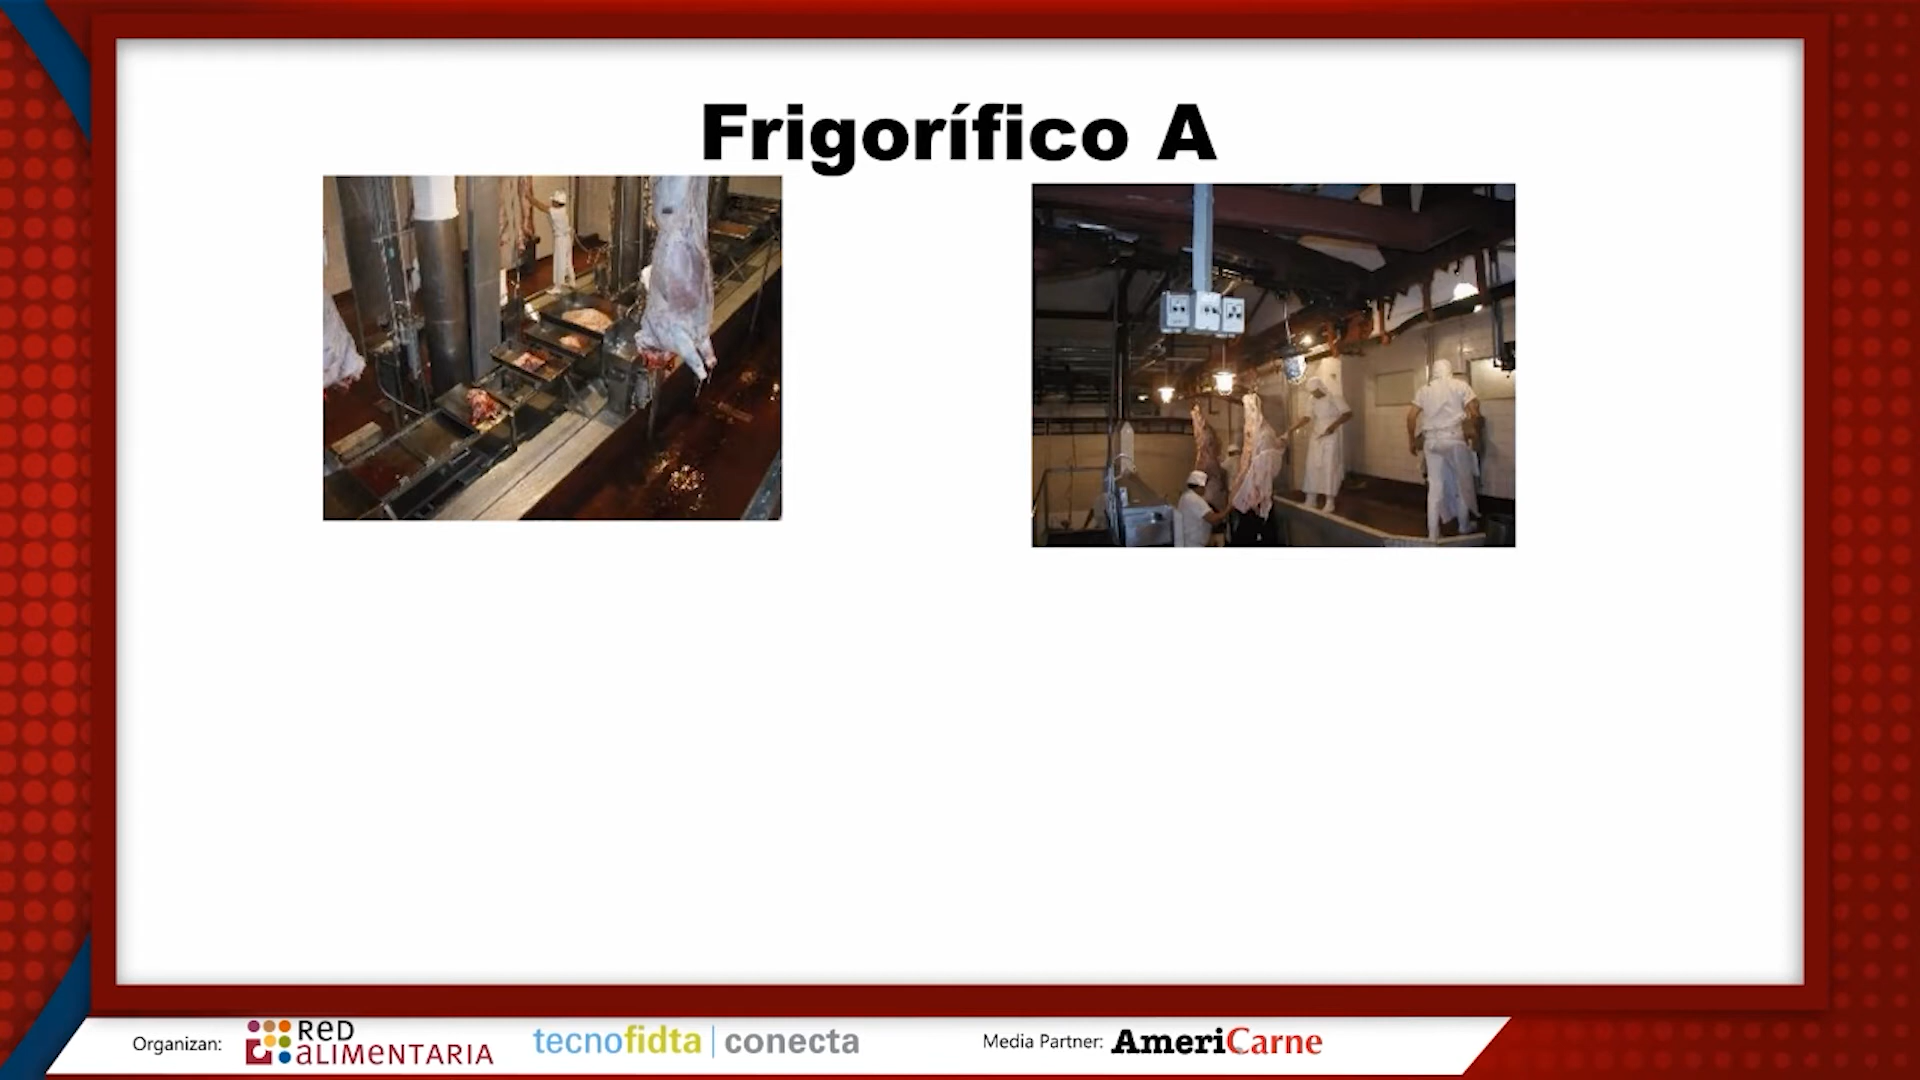 Frigorífico A
Organizan:
ReD
aLIMeNTARIA
tecnofidta | conecta
Media Partner: AmeriCarne